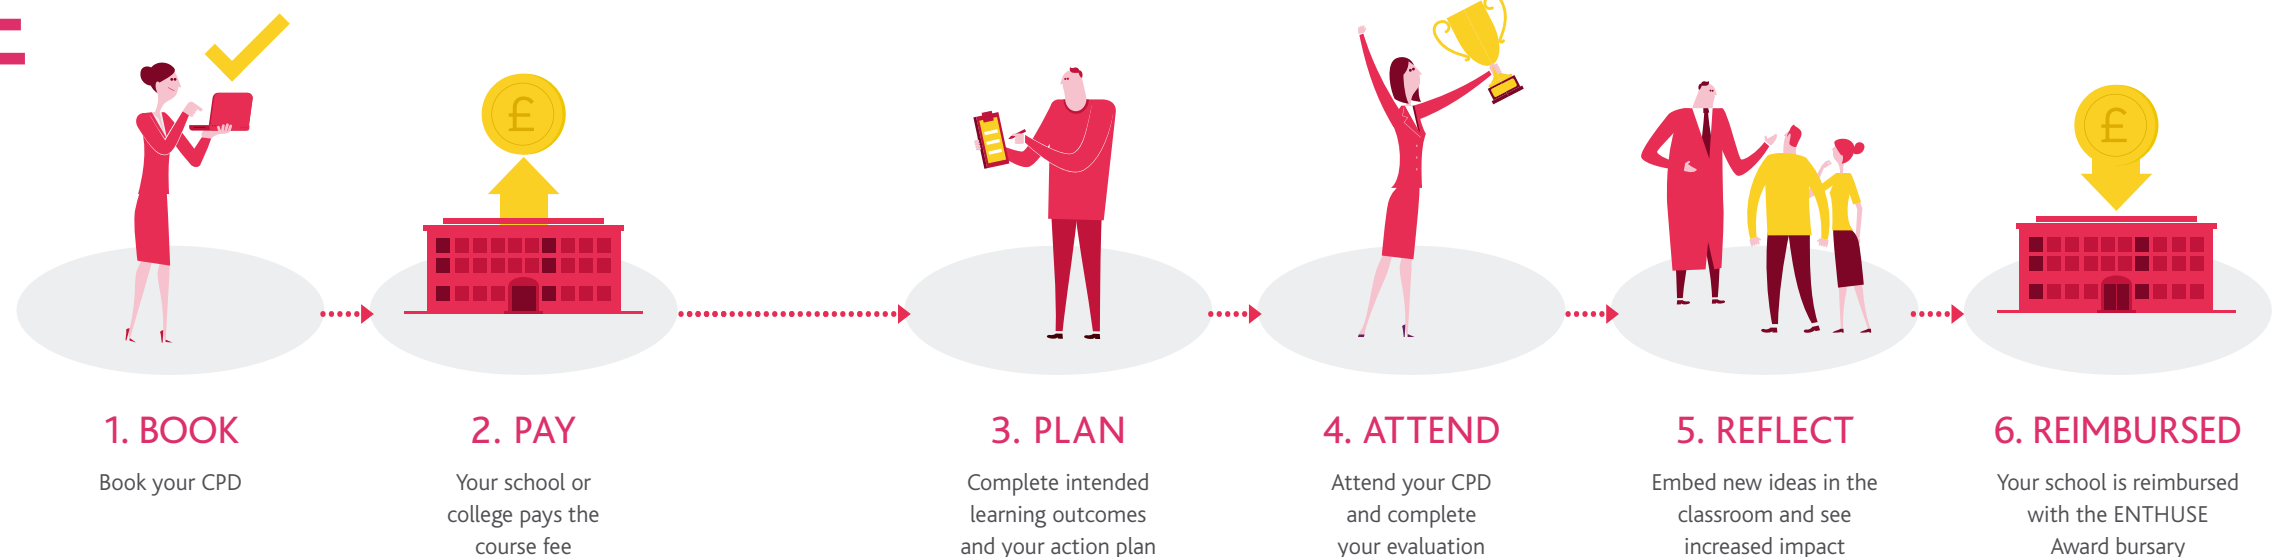 £
£
1. BOOK
Book your CPD
2. PAY
Your school or
college pays the
course fee
3. PLAN
Complete intended
learning outcomes
and your action plan
4. ATTEND
Attend your CPD
and complete
your evaluation
5. REFLECT
Embed new ideas in the
classroom and see
increased impact
6. REIMBURSED
Your school is reimbursed
with the ENTHUSE
Award bursary